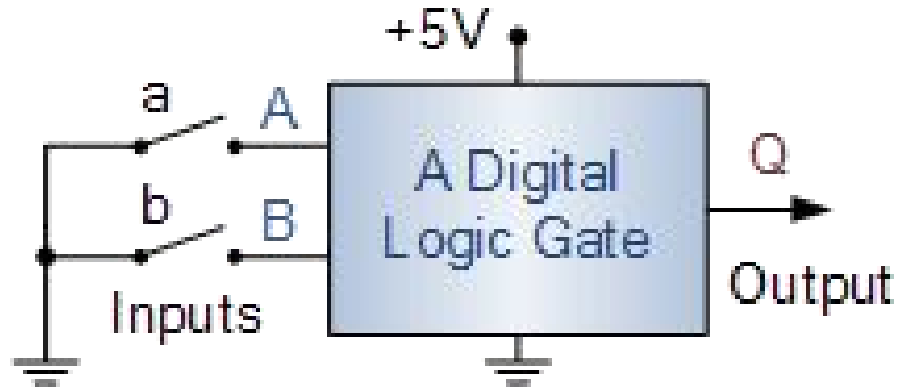 +5V
a
A
b
B
Inputs
A Digital
Logic Gate
Q
Output